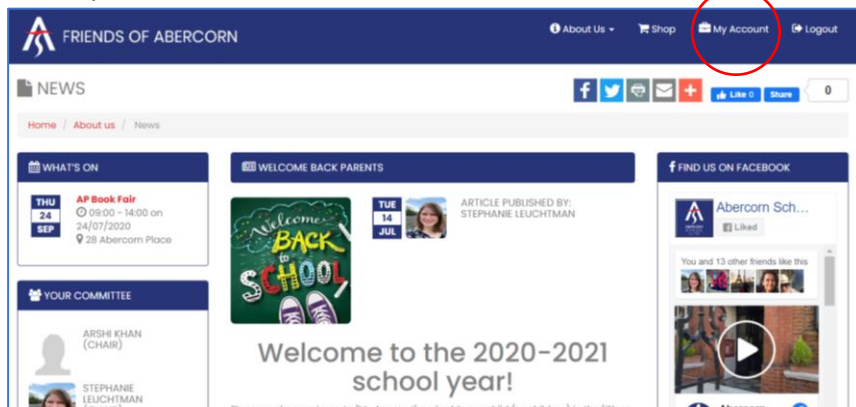 FRIENDS OF ABERCORN
About Us
Shop
My Account
Logout
NEWS
Like 0
Share
0
Home / About us / News
WHAT'S ON
THU
24
SEP
AP Book Fair
09:00 - 14:00 on
24/07/2020
28 Abercorn Place
YOUR COMMITTEE
ARSHI KHAN
(CHAIR)
STEPHANIE
LEUCHTMAN
WELCOME BACK PARENTS
Welcome
BACK
to
SCHOOL
TUE
14
JUL
ARTICLE PUBLISHED BY:
STEPHANIE LEUCHTMAN
Welcome to the 2020-2021
school year!
FIND US ON FACEBOOK
Abercorn Sch...
Liked
You and 13 other friends like this